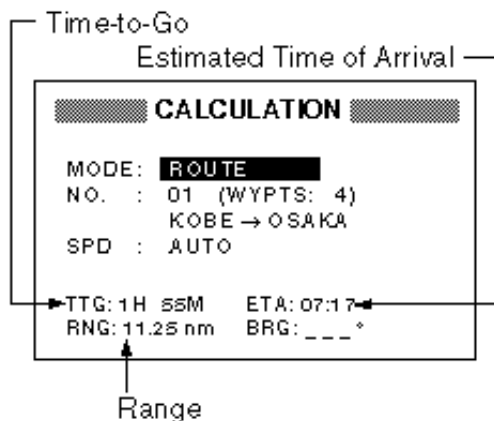 Time-to-Go
Estimated Time of Arrival
CALCULATION
MODE: ROUTE
NO. : 01 (WYPTS: 4)
KOBE → OSAKA
SPD : AUTO
TTG: 1H 55M ETA: 07:17
RNG: 11.25 nm BRG: _ _ _°
Range